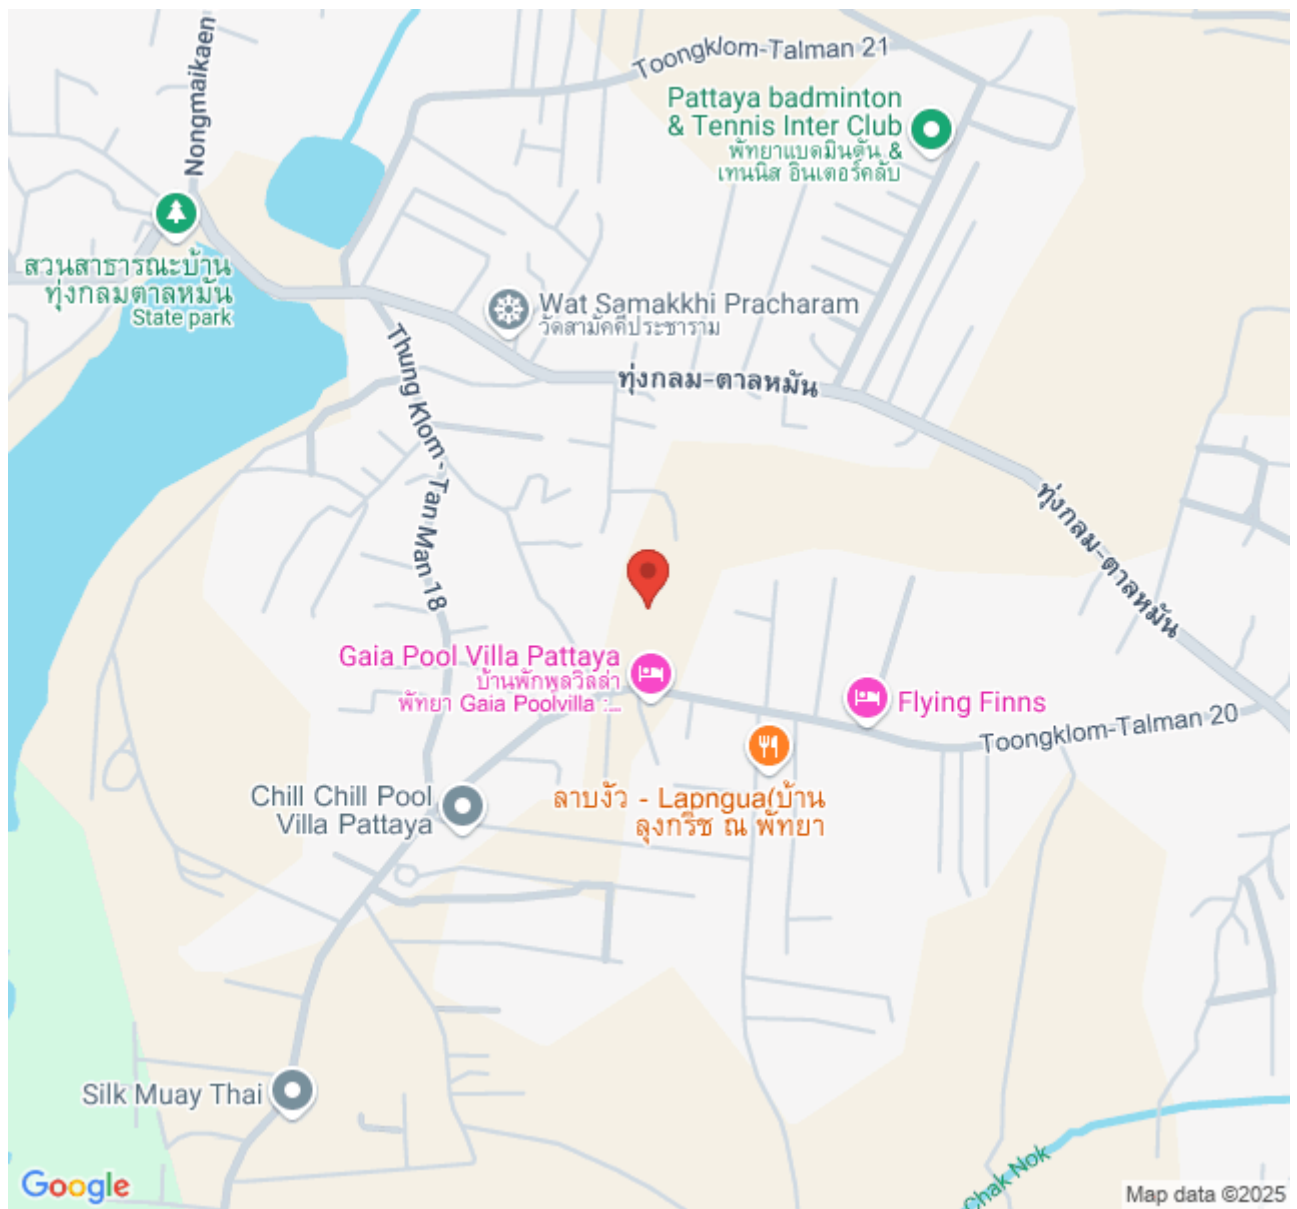 Nongmaikaen
Toongklom-Talman 21
Pattaya badminton
& Tennis Inter Club
พัทยาแบดมินตัน &
เทนนิส อินเตอร์คลับ
สวนสาธารณะบ้าน
ทุ่งกลมตาลหมัน
State park
Wat Samakkhi Pracharam
วัดสามัคคีประชาราม
ทุ่งกลม-ตาลหมัน
Thung Klom - Tan Man 18
ทุ่งกลม-ตาลหมัน
Gaia Pool Villa Pattaya
บ้านพักพูลวิลล่า
พัทยา Gaia Poolvilla :...
Flying Finns
Toongklom-Talman 20
Chill Chill Pool
Villa Pattaya
ลาบงัว - Lapngua(บ้าน
ลุงกริช ณ พัทยา
Silk Muay Thai
Chak Nok
Google
Map data ©2025